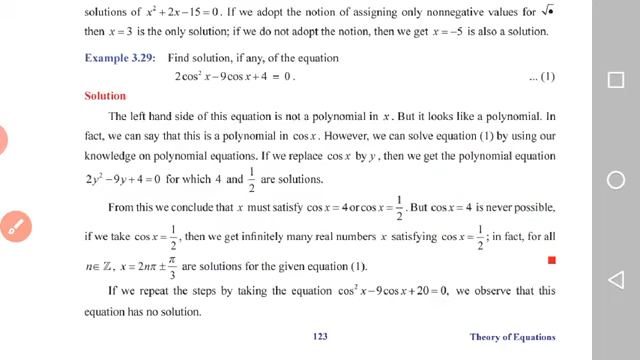 solutions of x² + 2x − 15 = 0. If we adopt the notion of assigning only nonnegative values for √•
then x = 3 is the only solution; if we do not adopt the notion, then we get x = −5 is also a solution.
Example 3.29: Find solution, if any, of the equation
2cos² x − 9cos x + 4 = 0. ... (1)
Solution
The left hand side of this equation is not a polynomial in x. But it looks like a polynomial. In
fact, we can say that this is a polynomial in cos x. However, we can solve equation (1) by using our
knowledge on polynomial equations. If we replace cos x by y, then we get the polynomial equation
2y² − 9y + 4 = 0 for which 4 and 1/2 are solutions.
From this we conclude that x must satisfy cos x = 4 or cos x = 1/2. But cos x = 4 is never possible,
if we take cos x = 1/2, then we get infinitely many real numbers x satisfying cos x = 1/2; in fact, for all
n ∈ ℤ, x = 2nπ ± π/3 are solutions for the given equation (1).
If we repeat the steps by taking the equation cos² x − 9cos x + 20 = 0, we observe that this
equation has no solution.
123 Theory of Equations